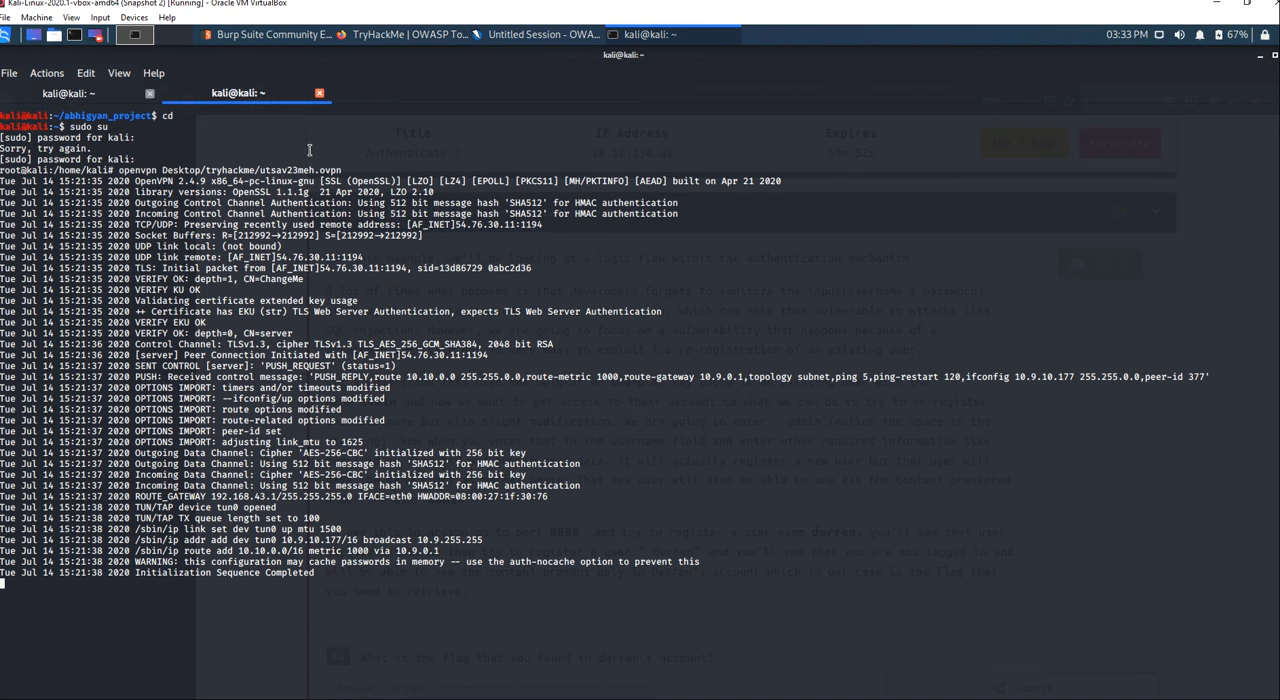 Kali-Linux-2020.1-vbox-amd64 (Snapshot 2) [Running] - Oracle VM VirtualBox
File Machine View Input Devices Help
Burp Suite Community E... TryHackMe | OWASP To... Untitled Session - OWA... kali@kali: ~ 03:33 PM 67%
kali@kali: ~
File Actions Edit View Help
kali@kali: ~ kali@kali: ~
kali@kali:~/abhigyan_project$ cd
kali@kali:~$ sudo su
[sudo] password for kali:
Sorry, try again.
[sudo] password for kali:
root@kali:/home/kali# openvpn Desktop/tryhackme/utsav23meh.ovpn
Tue Jul 14 15:21:35 2020 OpenVPN 2.4.9 x86_64-pc-linux-gnu [SSL (OpenSSL)] [LZO] [LZ4] [EPOLL] [PKCS11] [MH/PKTINFO] [AEAD] built on Apr 21 2020
Tue Jul 14 15:21:35 2020 library versions: OpenSSL 1.1.1g  21 Apr 2020, LZO 2.10
Tue Jul 14 15:21:35 2020 Outgoing Control Channel Authentication: Using 512 bit message hash 'SHA512' for HMAC authentication
Tue Jul 14 15:21:35 2020 Incoming Control Channel Authentication: Using 512 bit message hash 'SHA512' for HMAC authentication
Tue Jul 14 15:21:35 2020 TCP/UDP: Preserving recently used remote address: [AF_INET]54.76.30.11:1194
Tue Jul 14 15:21:35 2020 Socket Buffers: R=[212992→212992] S=[212992→212992]
Tue Jul 14 15:21:35 2020 UDP link local: (not bound)
Tue Jul 14 15:21:35 2020 UDP link remote: [AF_INET]54.76.30.11:1194
Tue Jul 14 15:21:35 2020 TLS: Initial packet from [AF_INET]54.76.30.11:1194, sid=13d86729 0abc2d36
Tue Jul 14 15:21:35 2020 VERIFY OK: depth=1, CN=ChangeMe
Tue Jul 14 15:21:35 2020 VERIFY KU OK
Tue Jul 14 15:21:35 2020 Validating certificate extended key usage
Tue Jul 14 15:21:35 2020 ++ Certificate has EKU (str) TLS Web Server Authentication, expects TLS Web Server Authentication
Tue Jul 14 15:21:35 2020 VERIFY EKU OK
Tue Jul 14 15:21:35 2020 VERIFY OK: depth=0, CN=server
Tue Jul 14 15:21:36 2020 Control Channel: TLSv1.3, cipher TLSv1.3 TLS_AES_256_GCM_SHA384, 2048 bit RSA
Tue Jul 14 15:21:36 2020 [server] Peer Connection Initiated with [AF_INET]54.76.30.11:1194
Tue Jul 14 15:21:37 2020 SENT CONTROL [server]: 'PUSH_REQUEST' (status=1)
Tue Jul 14 15:21:37 2020 PUSH: Received control message: 'PUSH_REPLY,route 10.10.0.0 255.255.0.0,route-metric 1000,route-gateway 10.9.0.1,topology subnet,ping 5,ping-restart 120,ifconfig 10.9.10.177 255.255.0.0,peer-id 377'
Tue Jul 14 15:21:37 2020 OPTIONS IMPORT: timers and/or timeouts modified
Tue Jul 14 15:21:37 2020 OPTIONS IMPORT: --ifconfig/up options modified
Tue Jul 14 15:21:37 2020 OPTIONS IMPORT: route options modified
Tue Jul 14 15:21:37 2020 OPTIONS IMPORT: route-related options modified
Tue Jul 14 15:21:37 2020 OPTIONS IMPORT: peer-id set
Tue Jul 14 15:21:37 2020 OPTIONS IMPORT: adjusting link_mtu to 1625
Tue Jul 14 15:21:37 2020 Outgoing Data Channel: Cipher 'AES-256-CBC' initialized with 256 bit key
Tue Jul 14 15:21:37 2020 Outgoing Data Channel: Using 512 bit message hash 'SHA512' for HMAC authentication
Tue Jul 14 15:21:37 2020 Incoming Data Channel: Cipher 'AES-256-CBC' initialized with 256 bit key
Tue Jul 14 15:21:37 2020 Incoming Data Channel: Using 512 bit message hash 'SHA512' for HMAC authentication
Tue Jul 14 15:21:37 2020 ROUTE_GATEWAY 192.168.43.1/255.255.255.0 IFACE=eth0 HWADDR=08:00:27:1f:30:76
Tue Jul 14 15:21:38 2020 TUN/TAP device tun0 opened
Tue Jul 14 15:21:38 2020 TUN/TAP TX queue length set to 100
Tue Jul 14 15:21:38 2020 /sbin/ip link set dev tun0 up mtu 1500
Tue Jul 14 15:21:38 2020 /sbin/ip addr add dev tun0 10.9.10.177/16 broadcast 10.9.255.255
Tue Jul 14 15:21:38 2020 /sbin/ip route add 10.10.0.0/16 metric 1000 via 10.9.0.1
Tue Jul 14 15:21:38 2020 WARNING: this configuration may cache passwords in memory -- use the auth-nocache option to prevent this
Tue Jul 14 15:21:38 2020 Initialization Sequence Completed
Title IP Address Expires
you need to retrieve.
What is the flag that you found in darren's account?